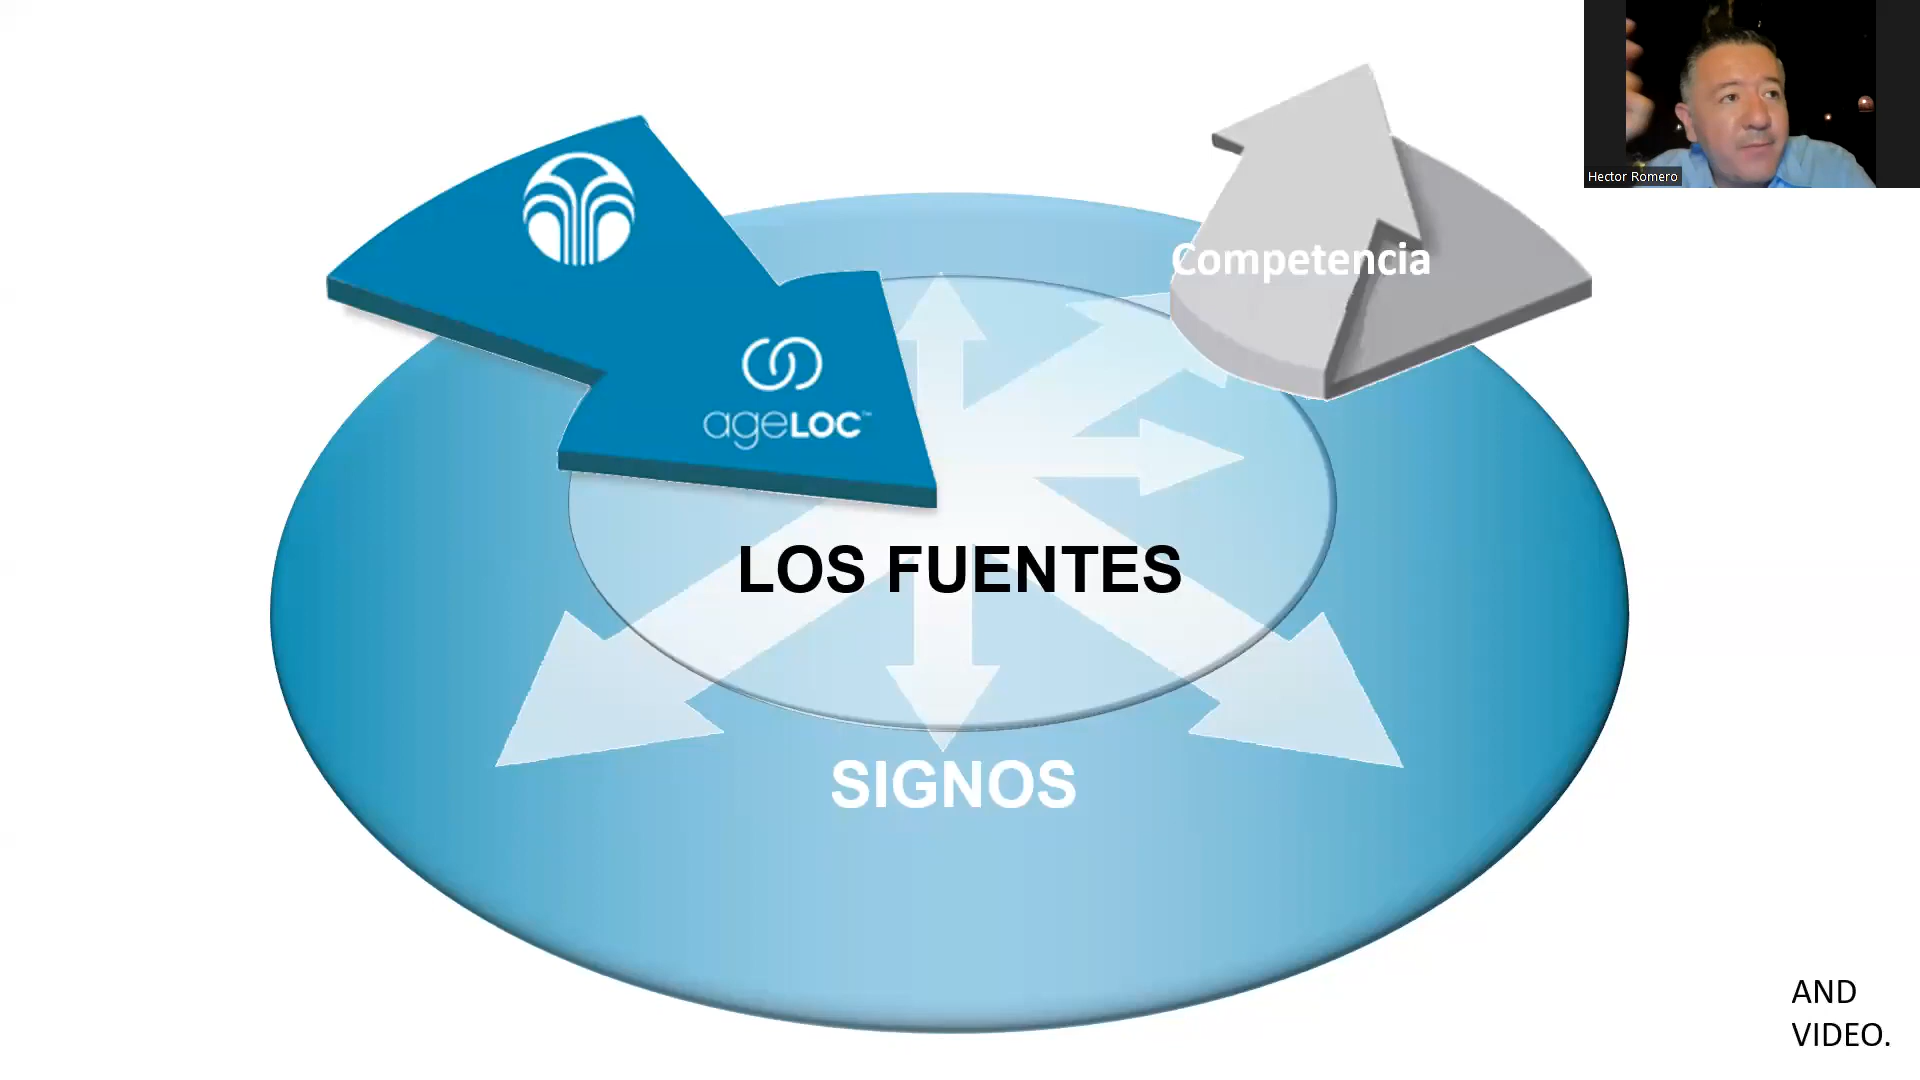 Hector Romero
Competencia
ageLOC™
LOS FUENTES
SIGNOS
AND
VIDEO.